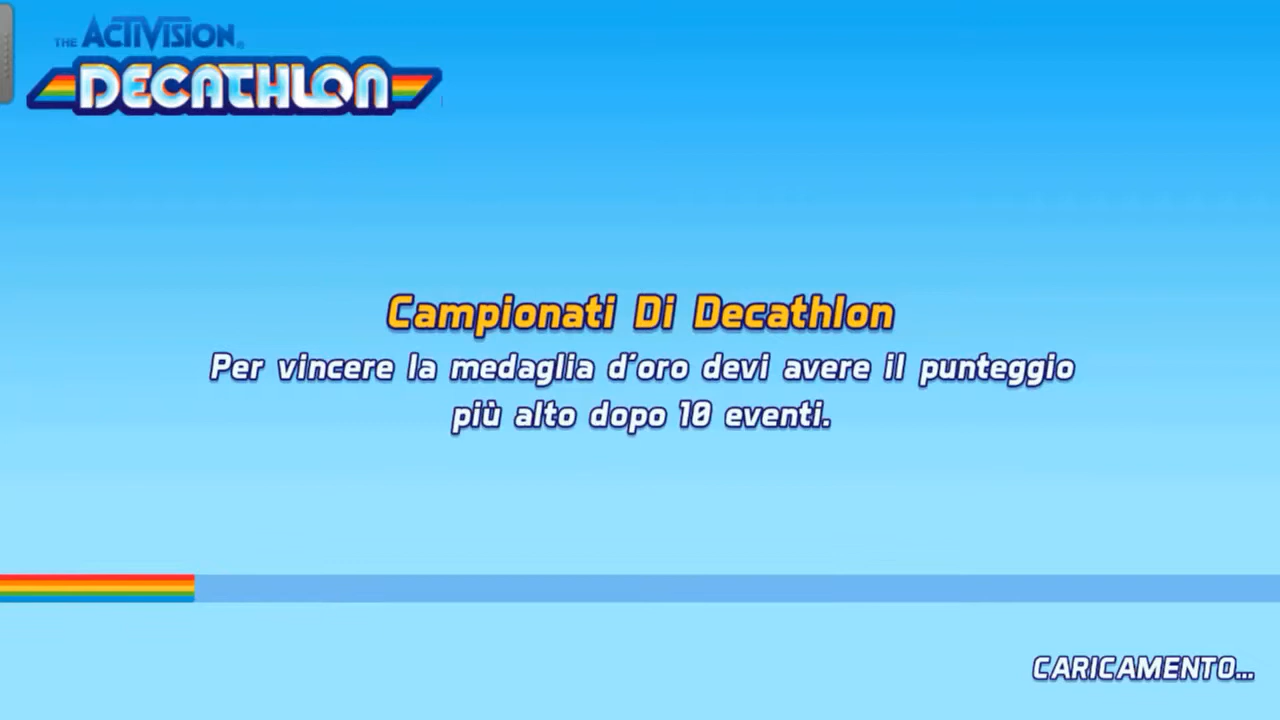 THE ACTIVISION®
DECATHLON
Campionati Di Decathlon
Per vincere la medaglia d'oro devi avere il punteggio
più alto dopo 10 eventi.
CARICAMENTO...